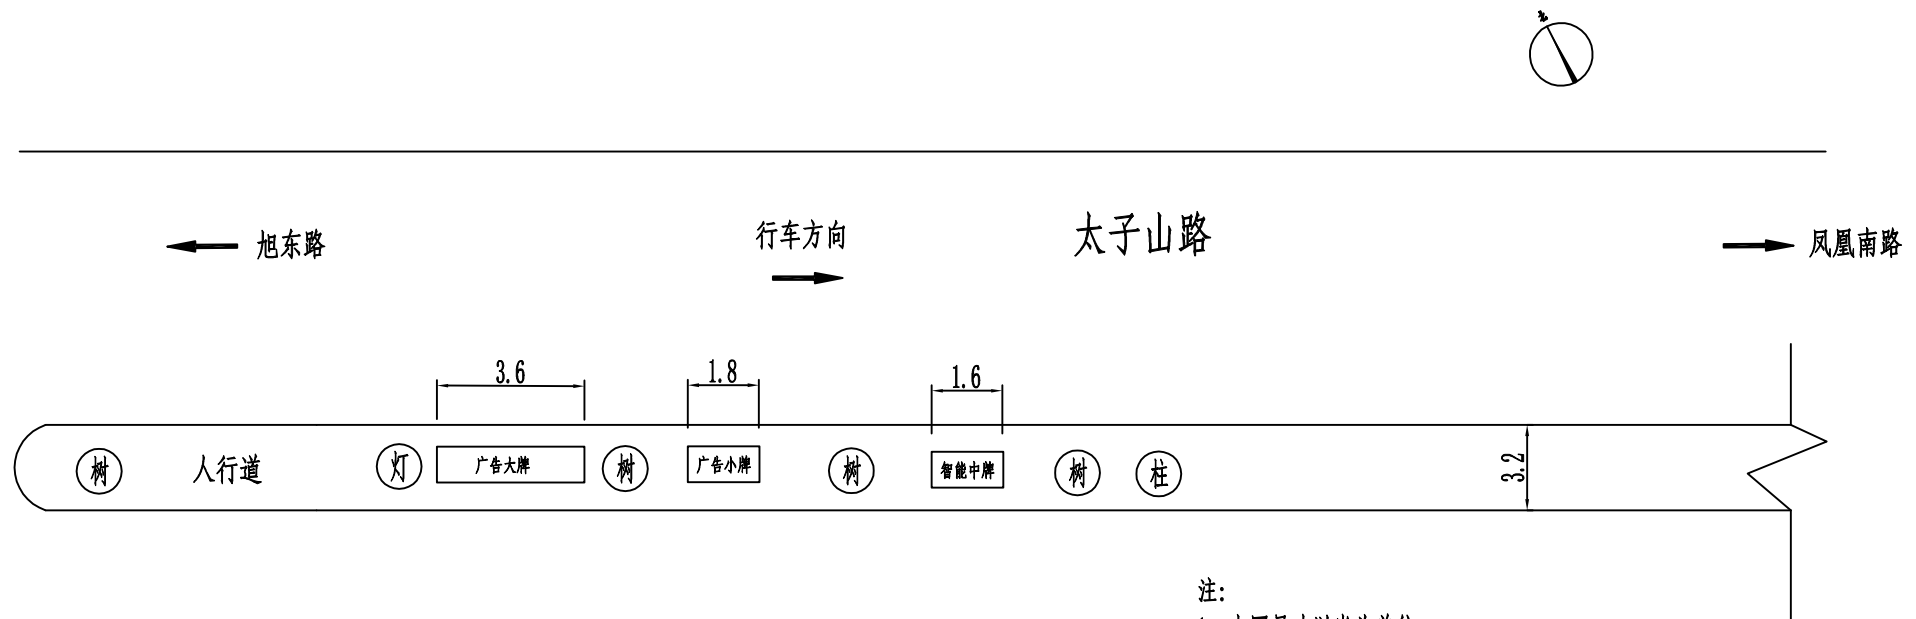 北
旭东路
行车方向
太子山路
凤凰南路
3.6
1.8
1.6
树
人行道
灯
广告大牌
树
广告小牌
树
智能中牌
树
柱
3.2
注: